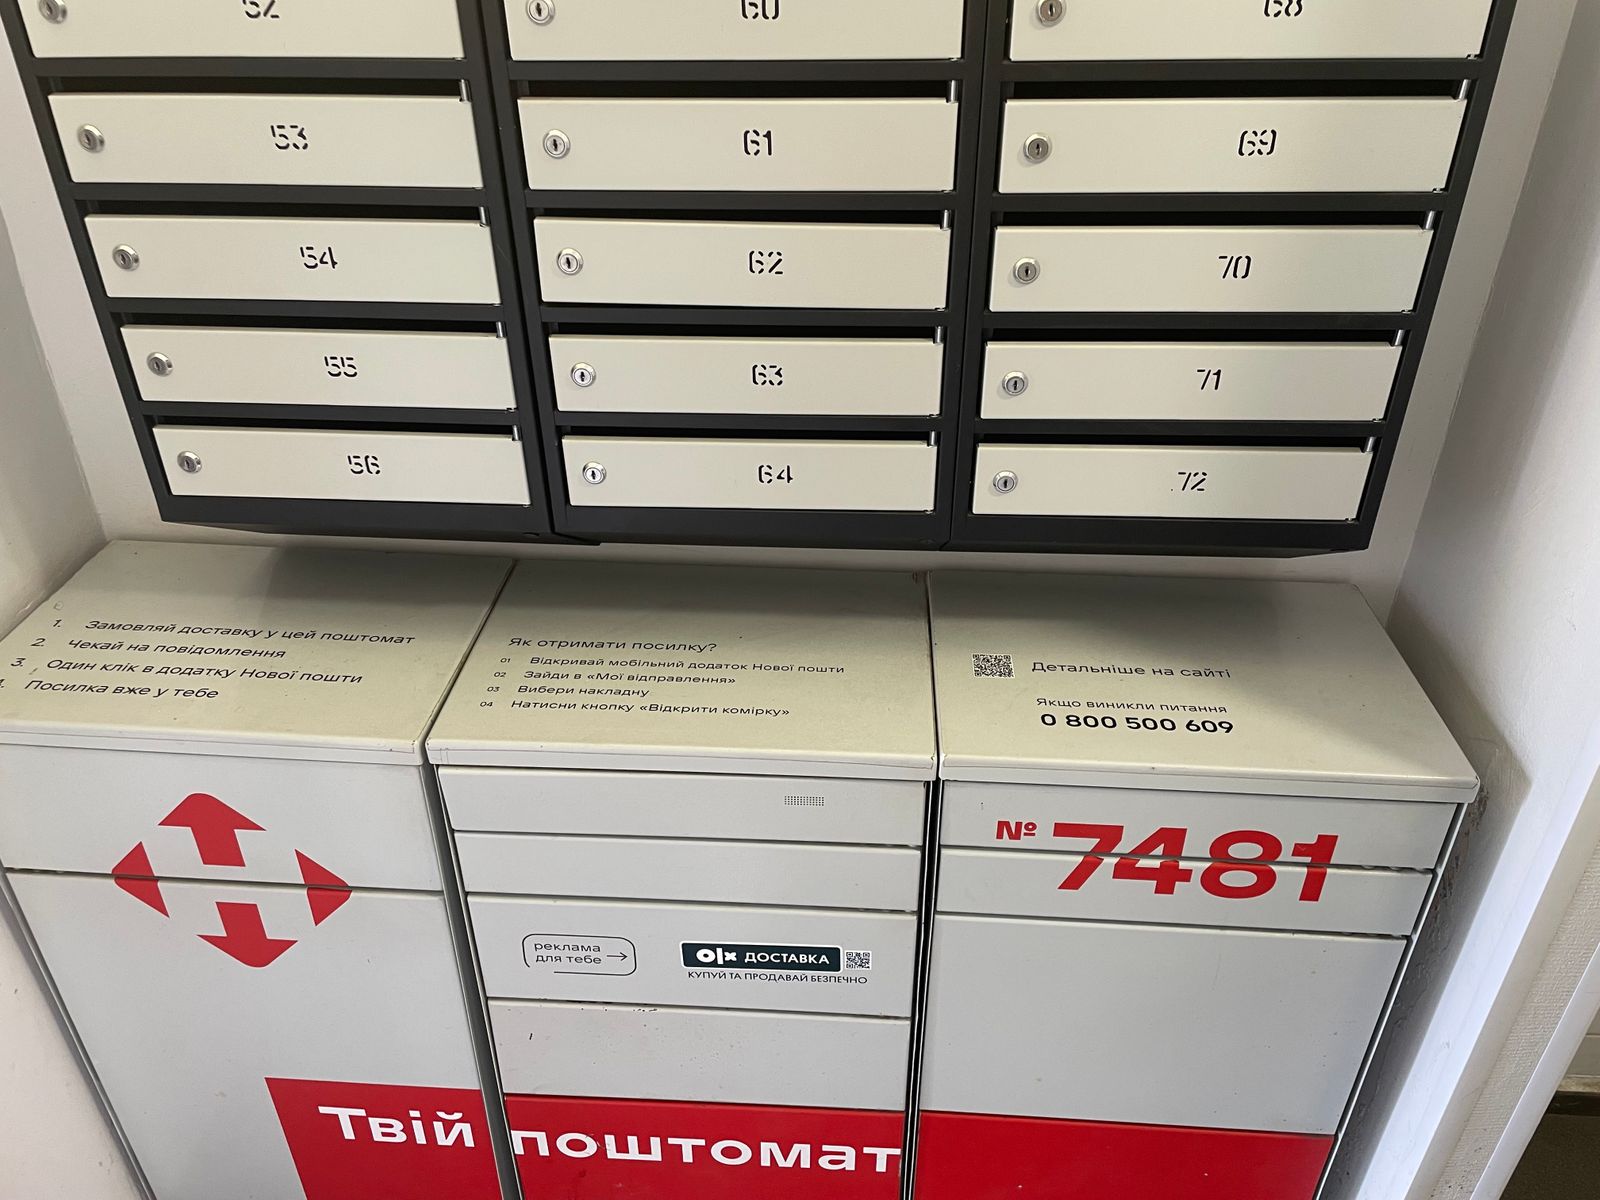 52 60 68
53 61 69
54 62 70
55 63 71
56 64 72
1. Замовляй доставку у цей поштомат
2. Чекай на повідомлення
3. Один клік в додатку Нової пошти
4. Посилка вже у тебе
Як отримати посилку?
01 Відкривай мобільний додаток Нової пошти
02 Зайди в «Мої відправлення»
03 Вибери накладну
04 Натисни кнопку «Відкрити комірку»
Детальніше на сайті
Якщо виникли питання
0 800 500 609
№ 7481
реклама
для тебе →
olx ДОСТАВКА
КУПУЙ ТА ПРОДАВАЙ БЕЗПЕЧНО
Твій поштомат